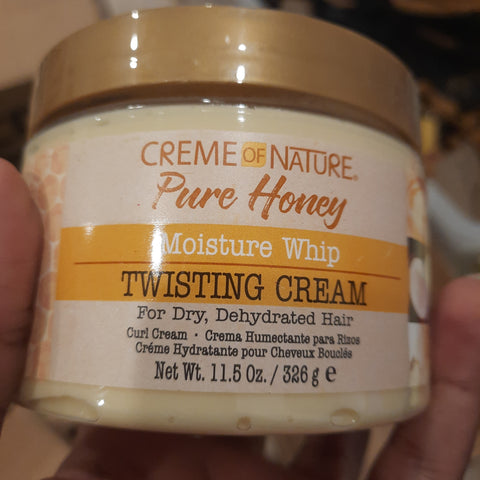 CREME OF NATURE®
Pure Honey
Moisture Whip
TWISTING CREAM
For Dry, Dehydrated Hair
Curl Cream · Crema Humectante para Rizos
Créme Hydratante pour Cheveux Bouclés
Net Wt. 11.5 Oz. / 326 g ℮